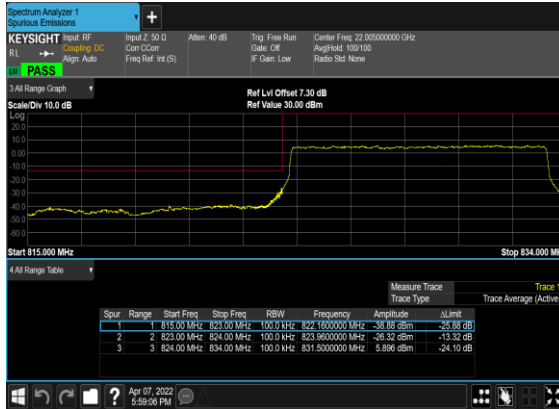 Spectrum Analyzer 1
Spurious Emissions
+
KEYSIGHT Input: RF Input Z: 50 Ω Atten: 40 dB Trig: Free Run Center Freq: 22.005000000 GHz
RL Coupling: DC Corr CCorr Gate: Off Avg|Hold: 100/100
Align: Auto Freq Ref: Int (S) IF Gain: Low Radio Std: None
PASS
3 All Range Graph
Ref Lvl Offset 7.30 dB
Scale/Div 10.0 dB Ref Value 30.00 dBm
Log
20.0
10.0
0.00
-10.0
-20.0
-30.0
-40.0
-50.0
-60.0
Start 815.000 MHz Stop 834.000 MH
4 All Range Table
Measure Trace Trace 1
Trace Type Trace Average (Active
Spur Range Start Freq Stop Freq RBW Frequency Amplitude ΔLimit
1 1 815.00 MHz 823.00 MHz 100.0 kHz 822.1600000 MHz -38.88 dBm -25.88 dB
2 2 823.00 MHz 824.00 MHz 100.0 kHz 823.9600000 MHz -26.32 dBm -13.32 dB
3 3 824.00 MHz 834.00 MHz 100.0 kHz 831.5000000 MHz 5.896 dBm -24.10 dB
? Apr 07, 2022
5:59:06 PM